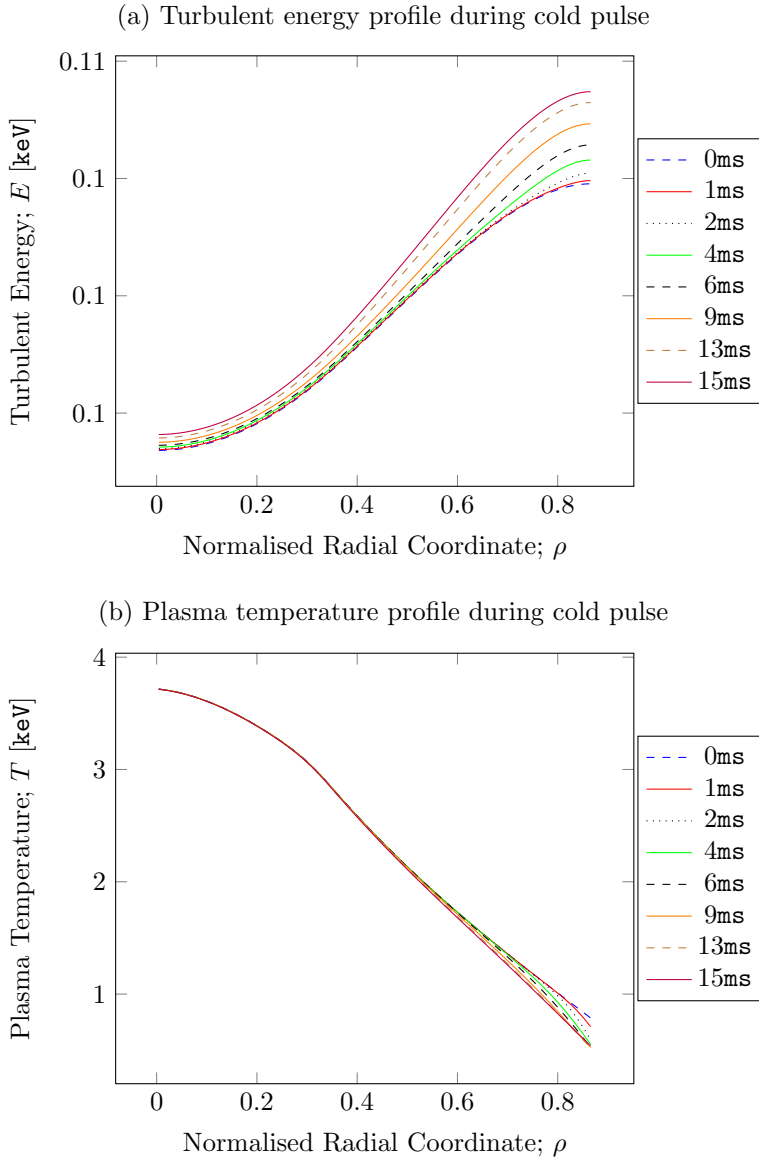 (a) Turbulent energy profile during cold pulse
0.11
0.1
0.1
0.1
Turbulent Energy; E [keV]
0 0.2 0.4 0.6 0.8
Normalised Radial Coordinate; ρ
0ms
1ms
2ms
4ms
6ms
9ms
13ms
15ms
(b) Plasma temperature profile during cold pulse
4
3
2
1
Plasma Temperature; T [keV]
0 0.2 0.4 0.6 0.8
Normalised Radial Coordinate; ρ
0ms
1ms
2ms
4ms
6ms
9ms
13ms
15ms